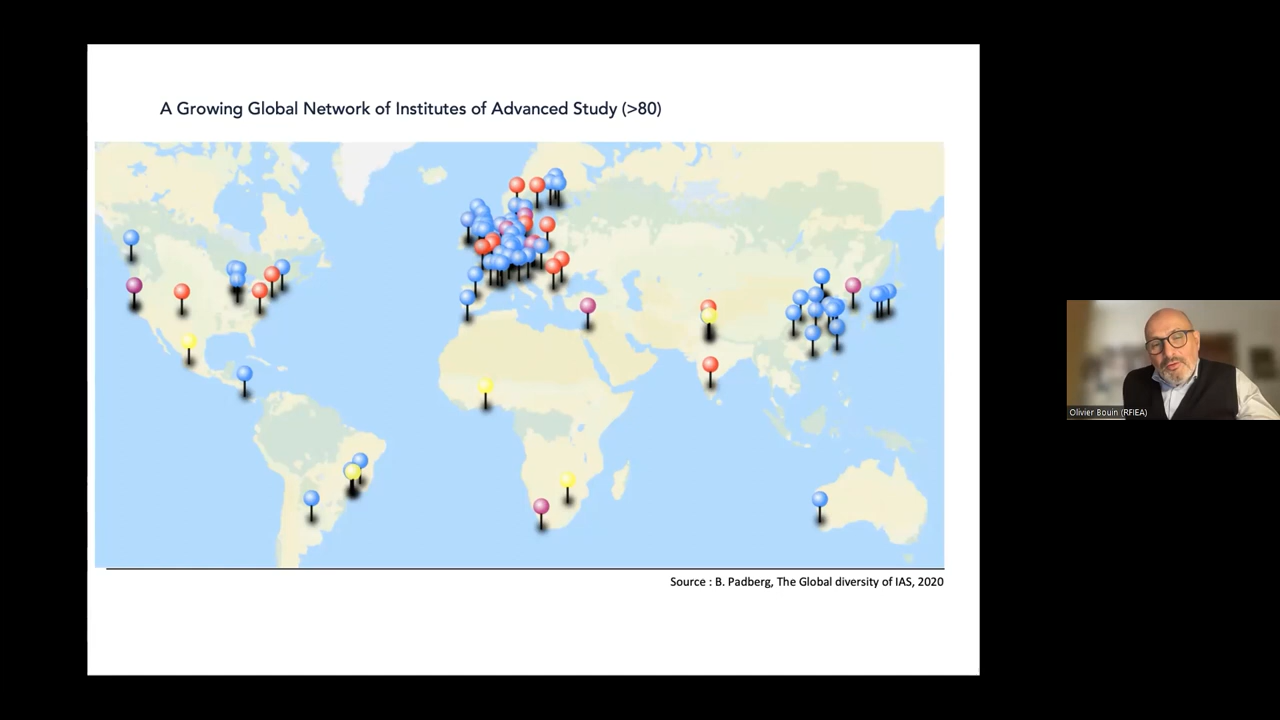 A Growing Global Network of Institutes of Advanced Study (>80)
Source : B. Padberg, The Global diversity of IAS, 2020
Olivier Bouin (RFIEA)